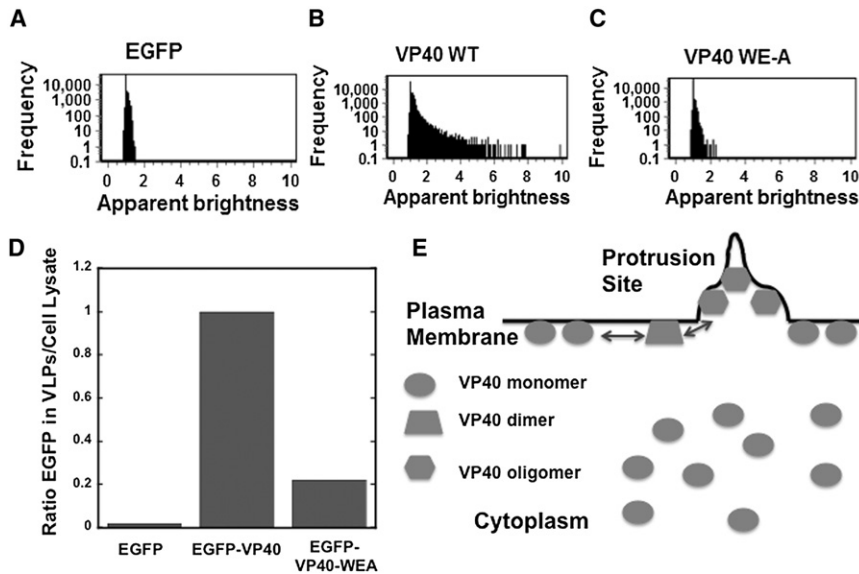 A
EGFP
Frequency
10,000
1,000
100
10
1
0.1
0 2 4 6 8 10
Apparent brightness
B
VP40 WT
Frequency
10,000
1,000
100
10
1
0.1
0 2 4 6 8 10
Apparent brightness
C
VP40 WE-A
Frequency
10,000
1,000
100
10
1
0.1
0 2 4 6 8 10
Apparent brightness
D
Ratio EGFP in VLPs/Cell Lysate
1.2
1
0.8
0.6
0.4
0.2
0
EGFP
EGFP-VP40
EGFP-
VP40-WEA
E
Protrusion
Site
Plasma
Membrane
VP40 monomer
VP40 dimer
VP40 oligomer
Cytoplasm